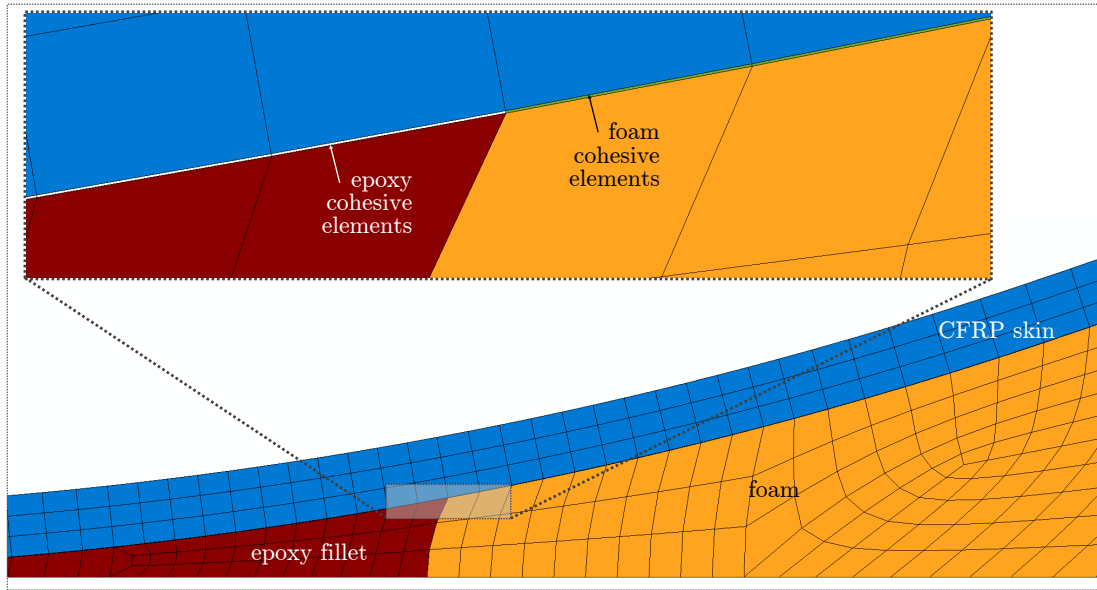 foam
cohesive
elements
epoxy
cohesive
elements
CFRP skin
foam
epoxy fillet